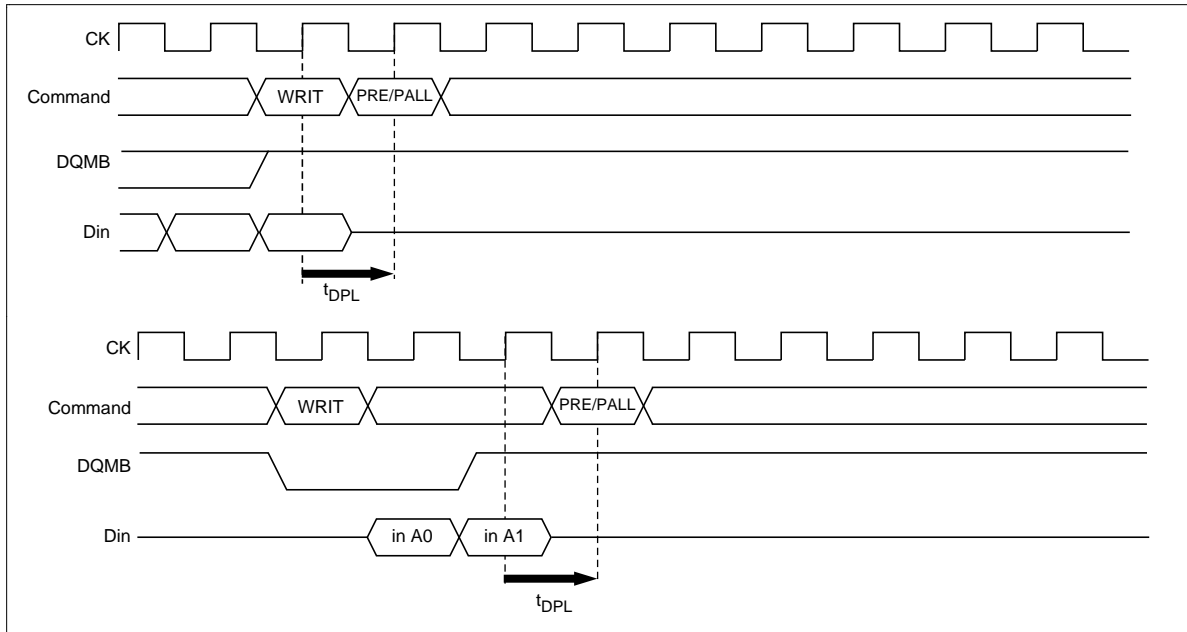 CK
Command WRIT PRE/PALL
DQMB
Din
tDPL
CK
Command WRIT PRE/PALL
DQMB
Din in A0 in A1
tDPL